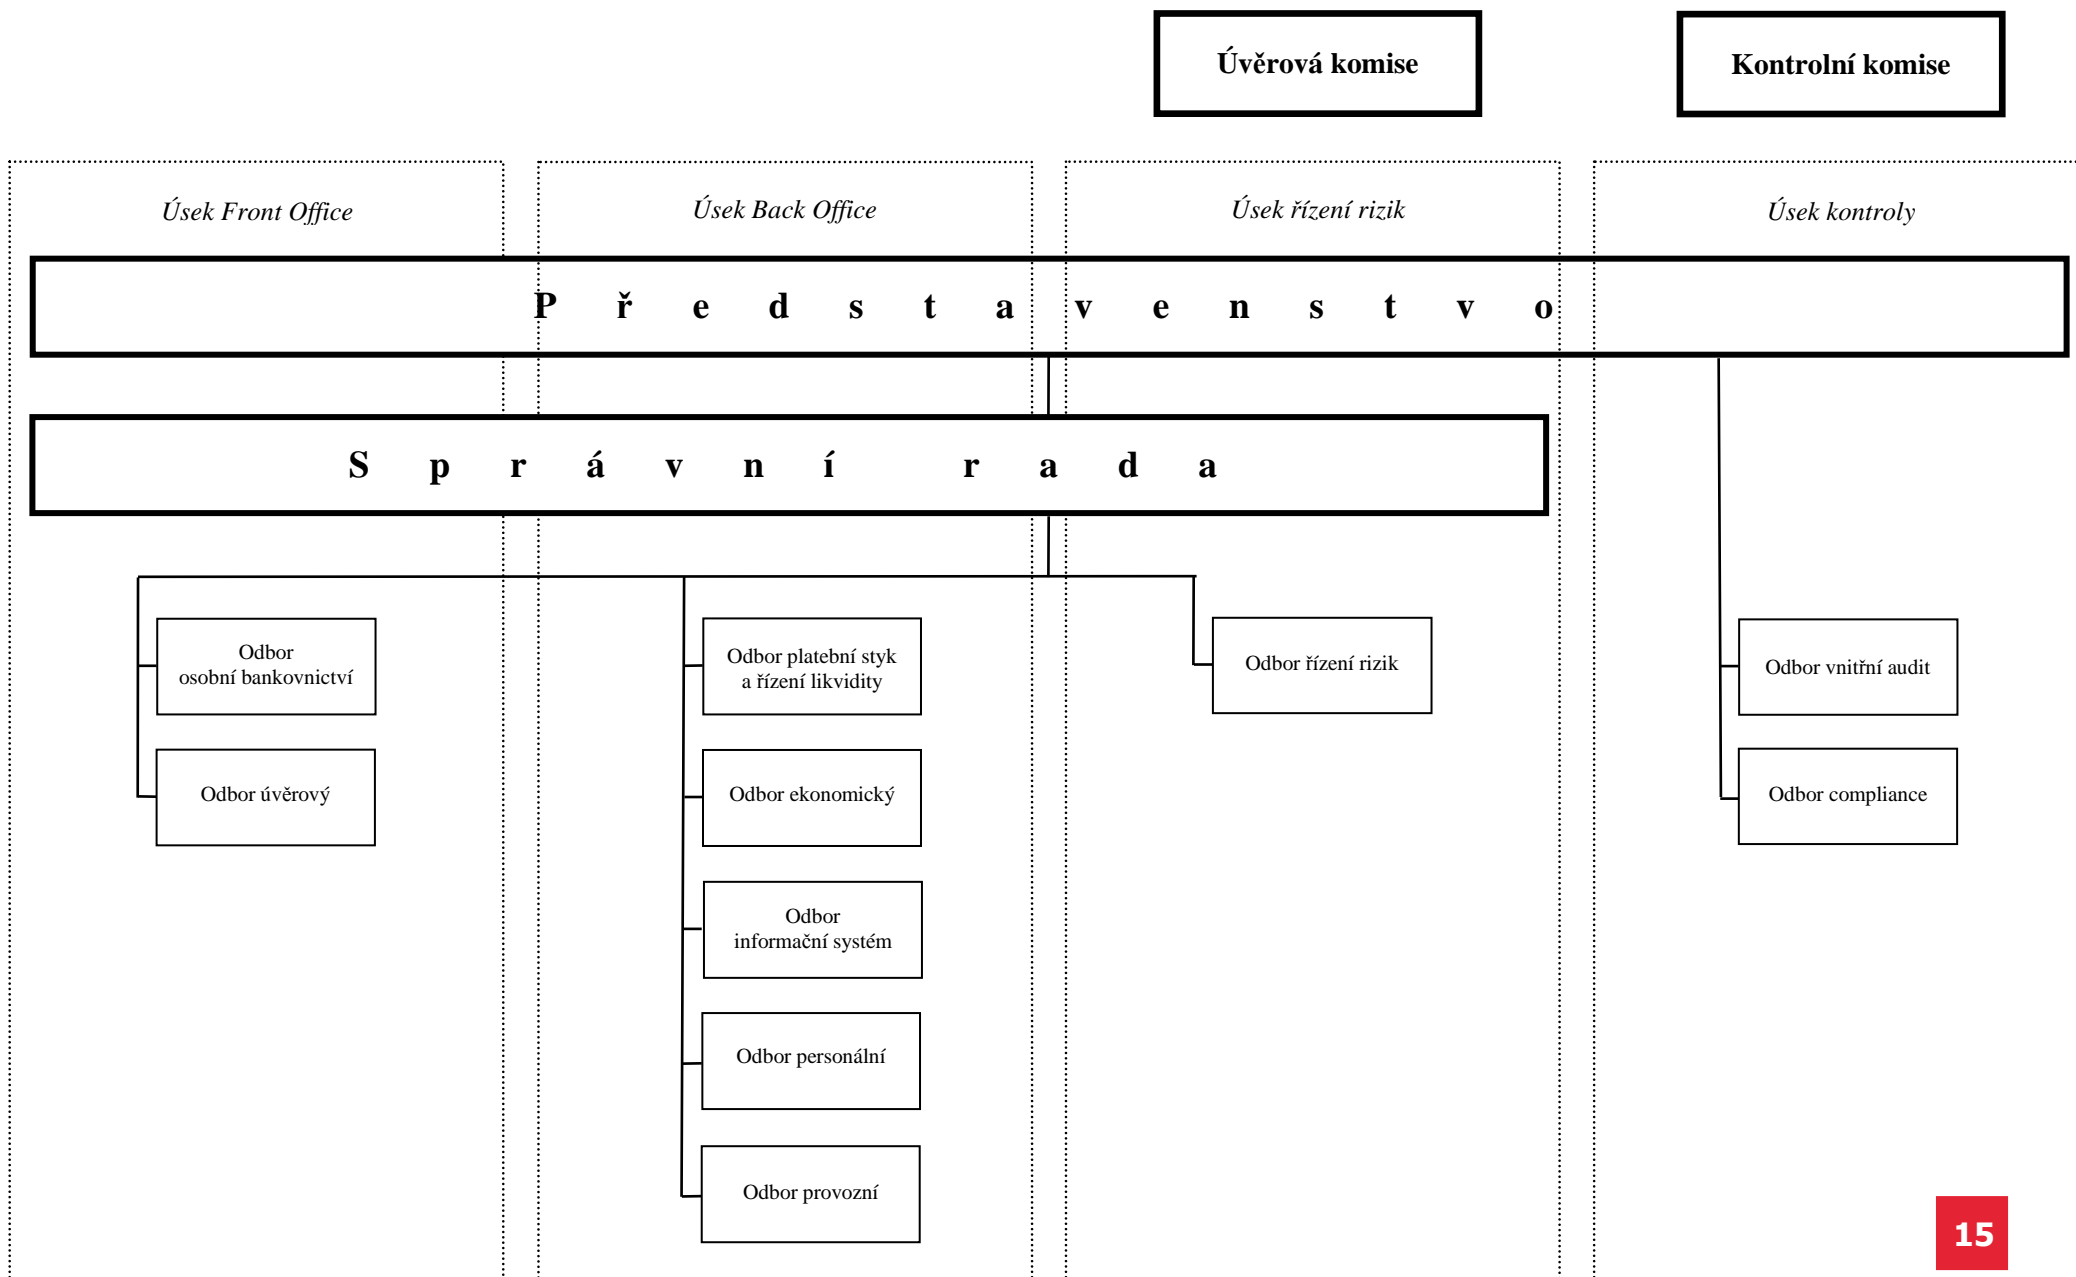 Úvěrová komise
Kontrolní komise
Úsek Front Office
Úsek Back Office
Úsek řízení rizik
Úsek kontroly
P ř e d s t a v e n s t v o
S p r á v n í r a d a
Odbor
osobní bankovnictví
Odbor úvěrový
Odbor platební styk
a řízení likvidity
Odbor ekonomický
Odbor
informační systém
Odbor personální
Odbor provozní
Odbor řízení rizik
Odbor vnitřní audit
Odbor compliance
15